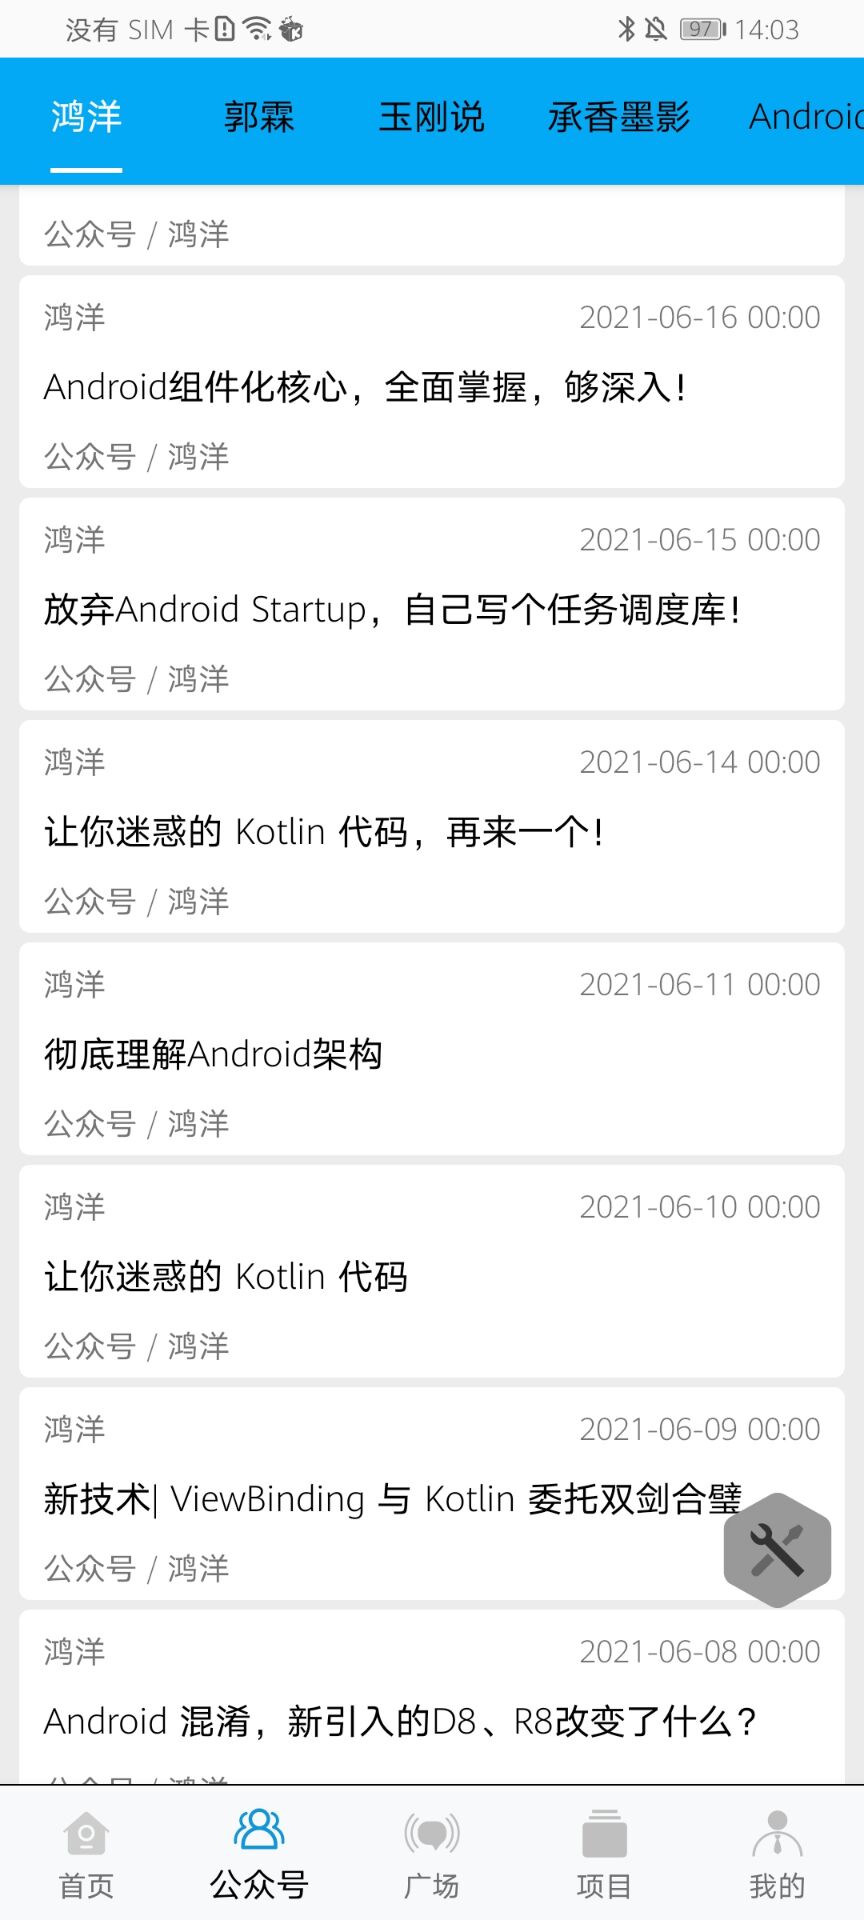 没有 SIM 卡
97 14:03
鸿洋 郭霖 玉刚说 承香墨影 Android
公众号 / 鸿洋
鸿洋 2021-06-16 00:00
Android组件化核心，全面掌握，够深入！
公众号 / 鸿洋
鸿洋 2021-06-15 00:00
放弃Android Startup，自己写个任务调度库！
公众号 / 鸿洋
鸿洋 2021-06-14 00:00
让你迷惑的 Kotlin 代码，再来一个！
公众号 / 鸿洋
鸿洋 2021-06-11 00:00
彻底理解Android架构
公众号 / 鸿洋
鸿洋 2021-06-10 00:00
让你迷惑的 Kotlin 代码
公众号 / 鸿洋
鸿洋 2021-06-09 00:00
新技术| ViewBinding 与 Kotlin 委托双剑合璧
公众号 / 鸿洋
鸿洋 2021-06-08 00:00
Android 混淆，新引入的D8、R8改变了什么？
公众号 / 鸿洋
首页 公众号 广场 项目 我的